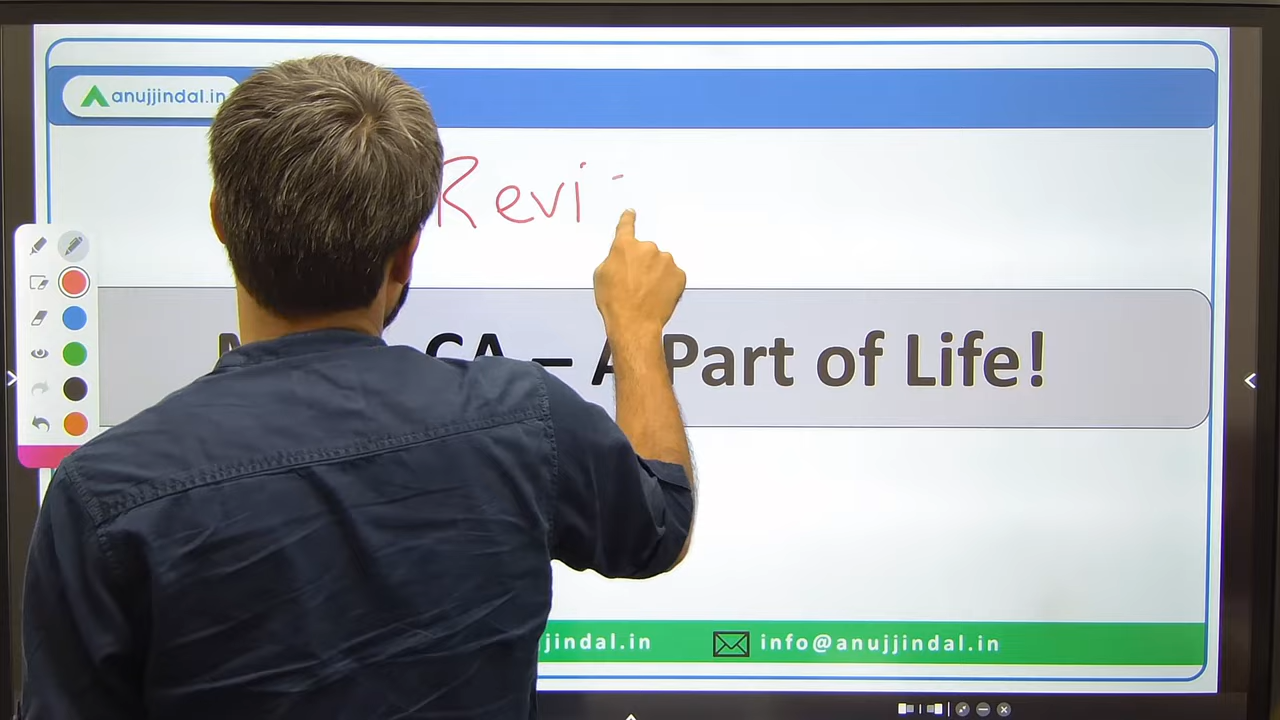 anujjindal.in
Revi
CA – A Part of Life!
jindal.in info@anujjindal.in